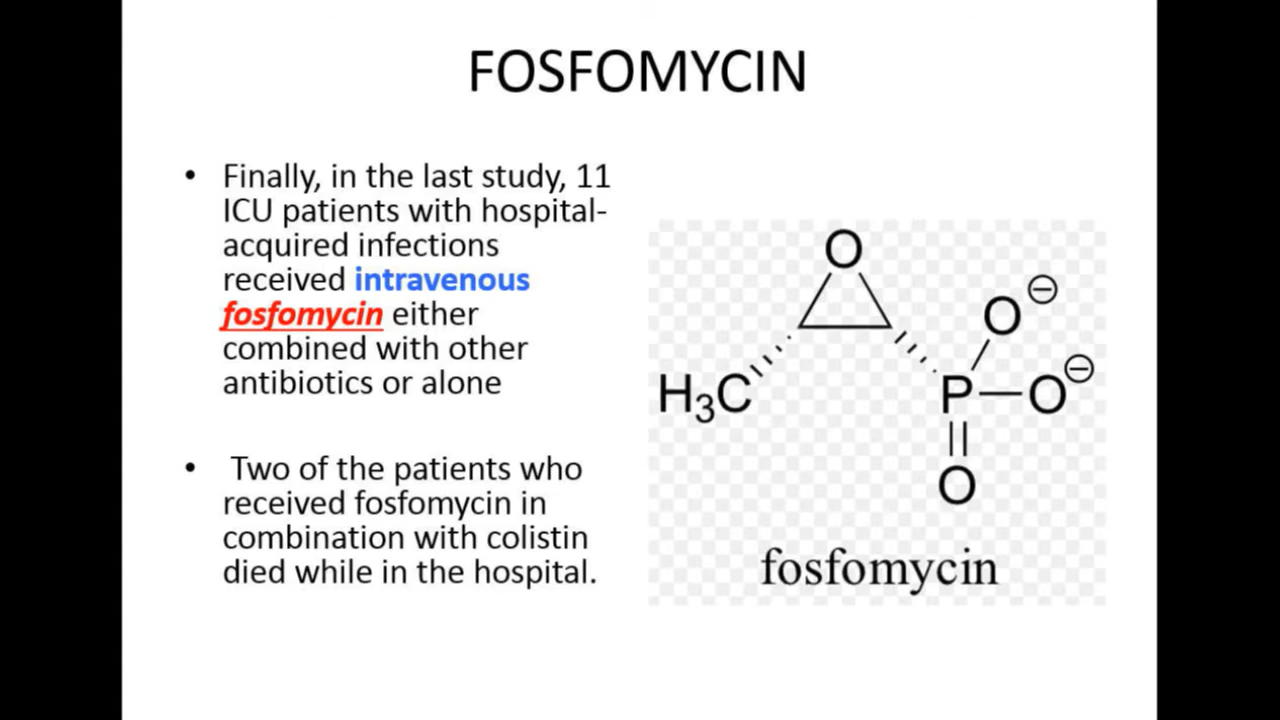 FOSFOMYCIN
• Finally, in the last study, 11
ICU patients with hospital-
acquired infections
received intravenous
fosfomycin either
combined with other
antibiotics or alone
• Two of the patients who
received fosfomycin in
combination with colistin
died while in the hospital.
O
O⊖
H₃C
P—O⊖
O
fosfomycin